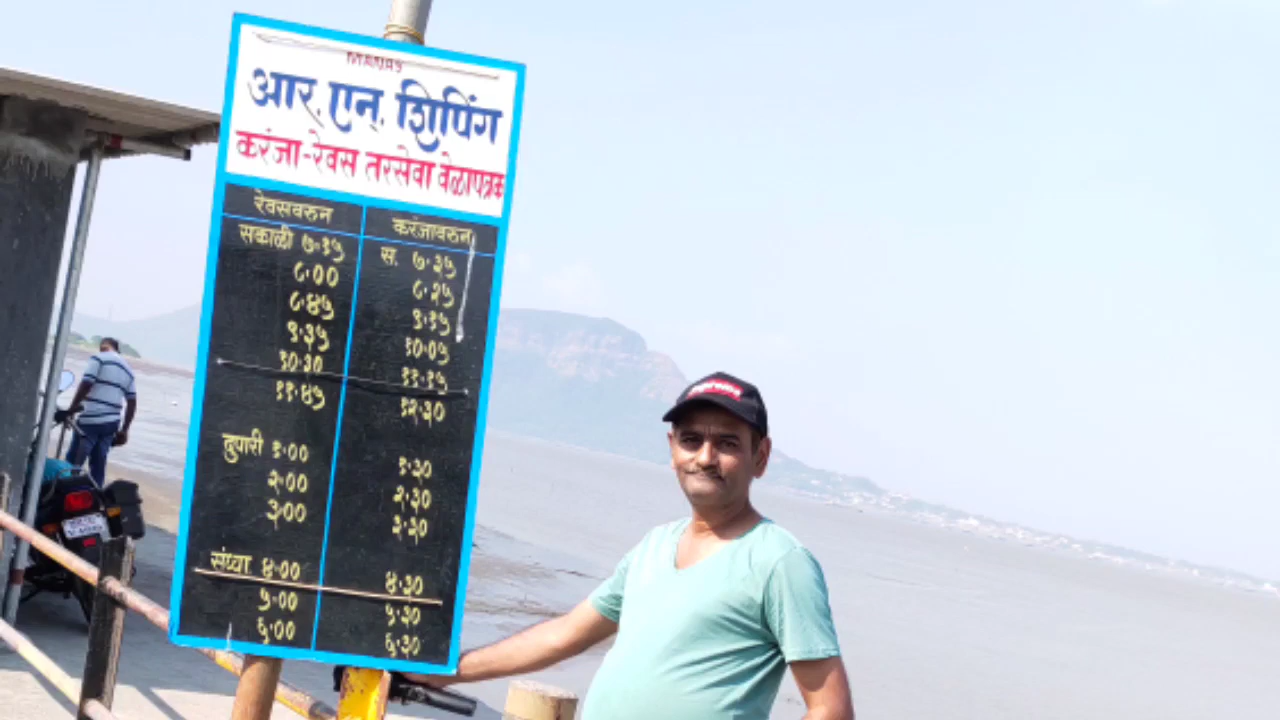 MANAS
आर. एन. शिपिंग
करंजा-रेवस तरसेवा वेळापत्रक
रेवसवरुन करंजावरुन
सकाळी ७.१५ स. ७.३५
८.०० ८.२५
८.४५ ९.१५
९.३५ १०.०५
१०.३० ११.१५
११.४५ १२.३०
दुपारी १.०० १.३०
२.०० २.३०
३.०० ३.३०
संध्या ४.०० ४.३०
५.०० ५.३०
६.०० ६.३०